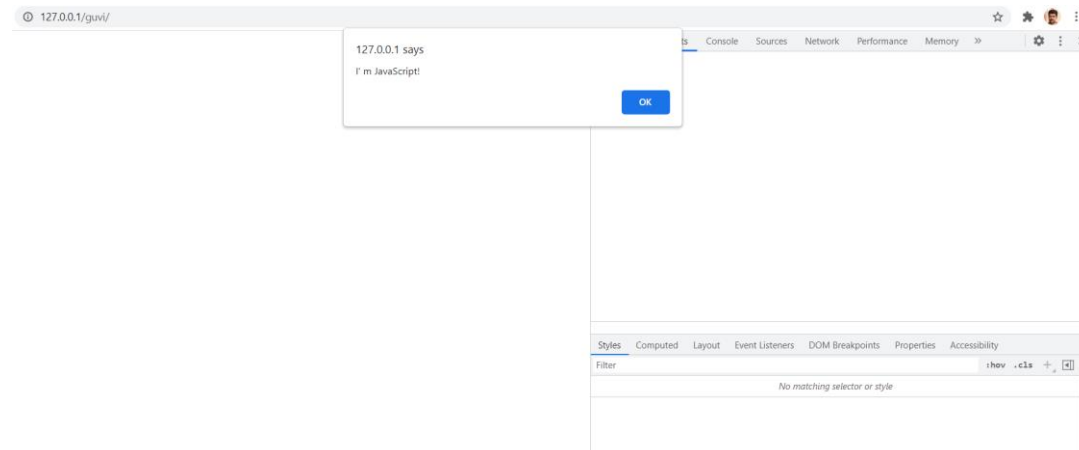 127.0.0.1/guvi/
127.0.0.1 says
I' m JavaScript!
OK
ts Console Sources Network Performance Memory »
Styles Computed Layout Event Listeners DOM Breakpoints Properties Accessibility
Filter :hov .cls +
No matching selector or style